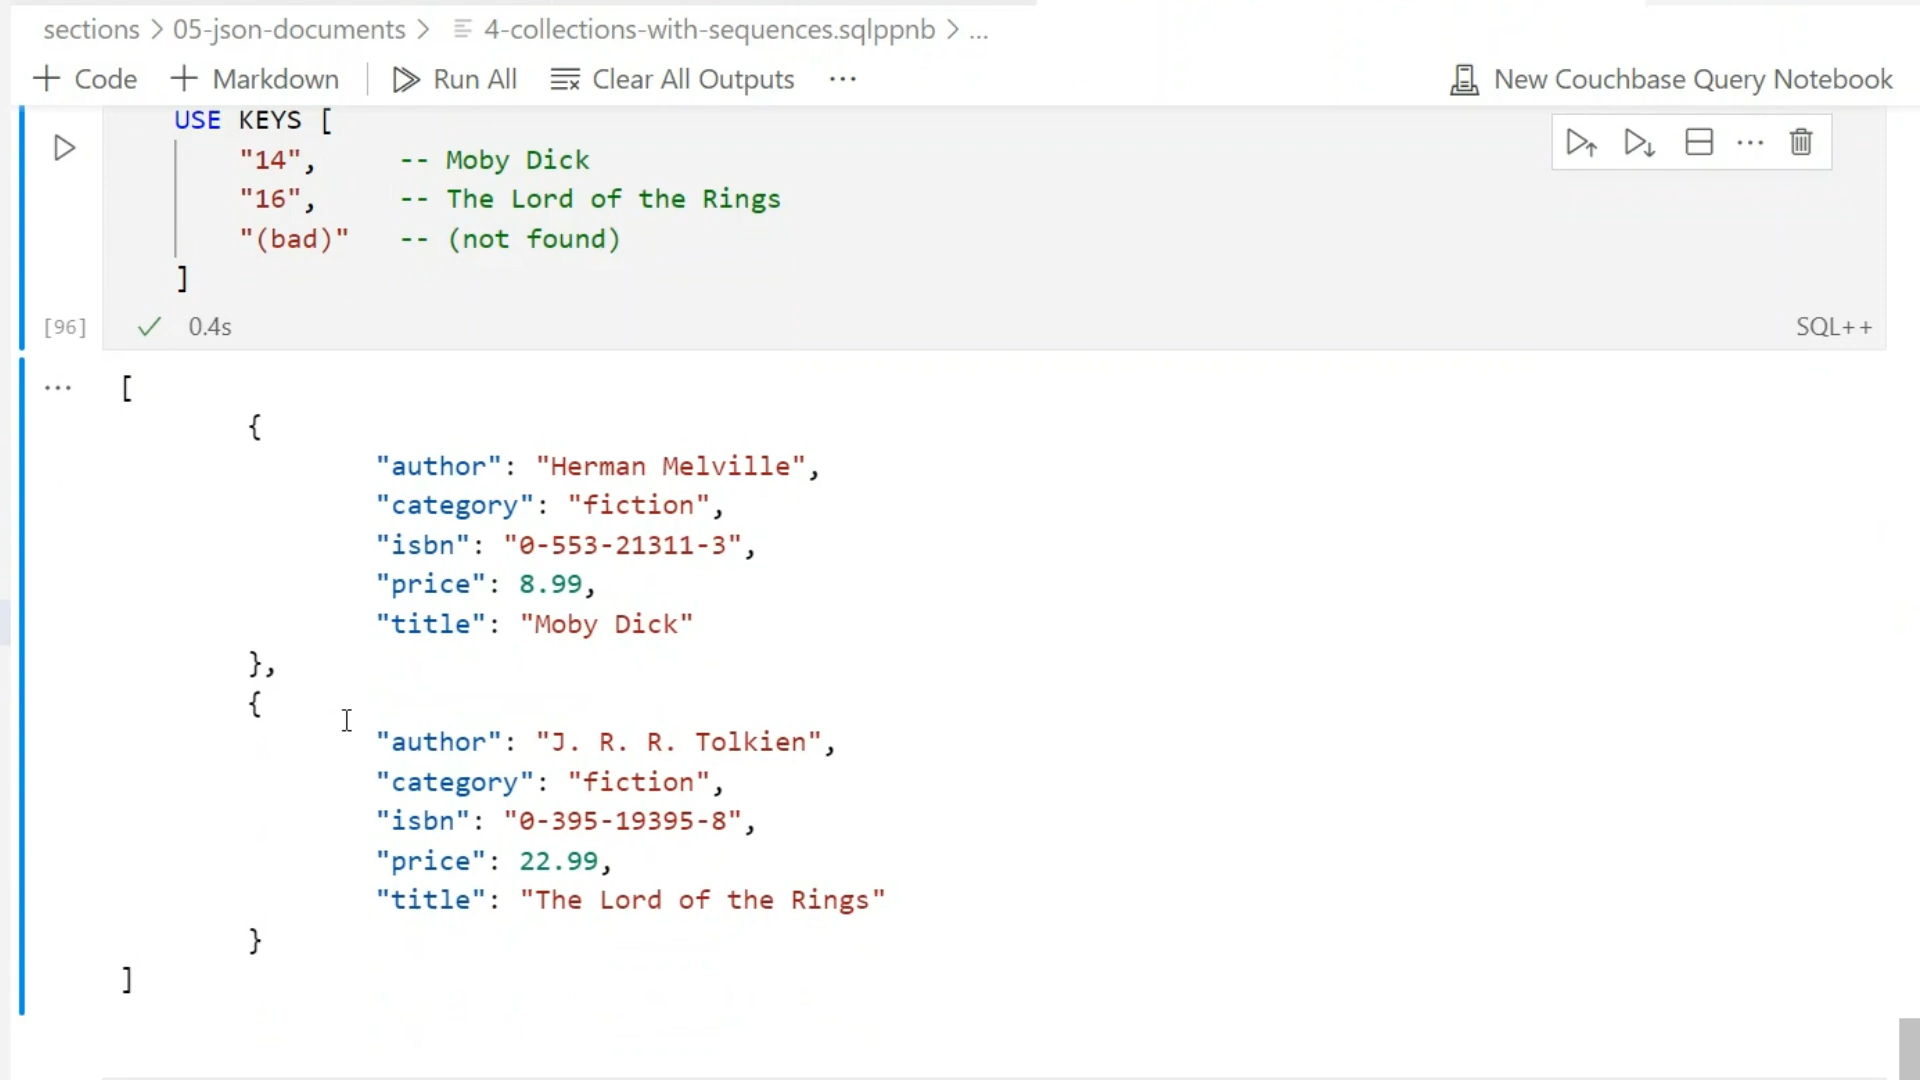 sections > 05-json-documents > 4-collections-with-sequences.sqlppnb > ...
+ Code + Markdown Run All Clear All Outputs ... New Couchbase Query Notebook
USE KEYS [
"14", -- Moby Dick
"16", -- The Lord of the Rings
"(bad)" -- (not found)
]
[96] ✓ 0.4s SQL++
... [
{
"author": "Herman Melville",
"category": "fiction",
"isbn": "0-553-21311-3",
"price": 8.99,
"title": "Moby Dick"
},
{
"author": "J. R. R. Tolkien",
"category": "fiction",
"isbn": "0-395-19395-8",
"price": 22.99,
"title": "The Lord of the Rings"
}
]